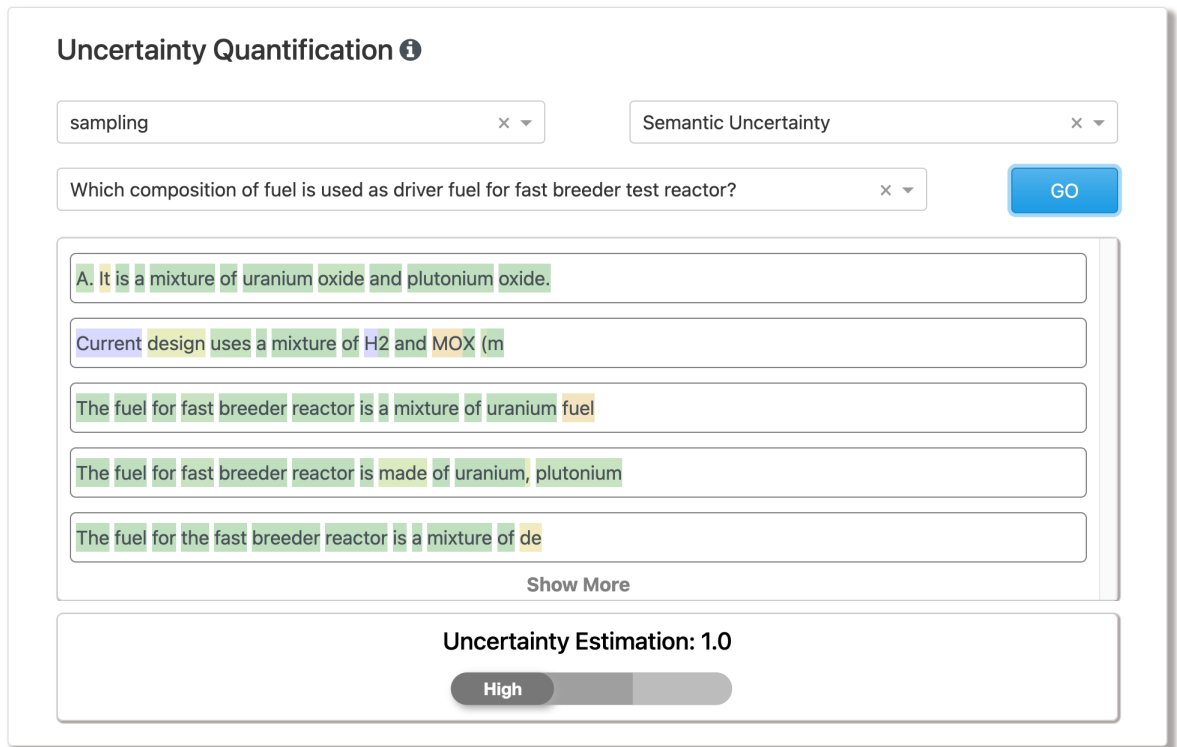 Uncertainty Quantification
sampling
Semantic Uncertainty
Which composition of fuel is used as driver fuel for fast breeder test reactor?
GO
A. It is a mixture of uranium oxide and plutonium oxide.
Current design uses a mixture of H2 and MOX (m
The fuel for fast breeder reactor is a mixture of uranium fuel
The fuel for fast breeder reactor is made of uranium, plutonium
The fuel for the fast breeder reactor is a mixture of de
Show More
Uncertainty Estimation: 1.0
High